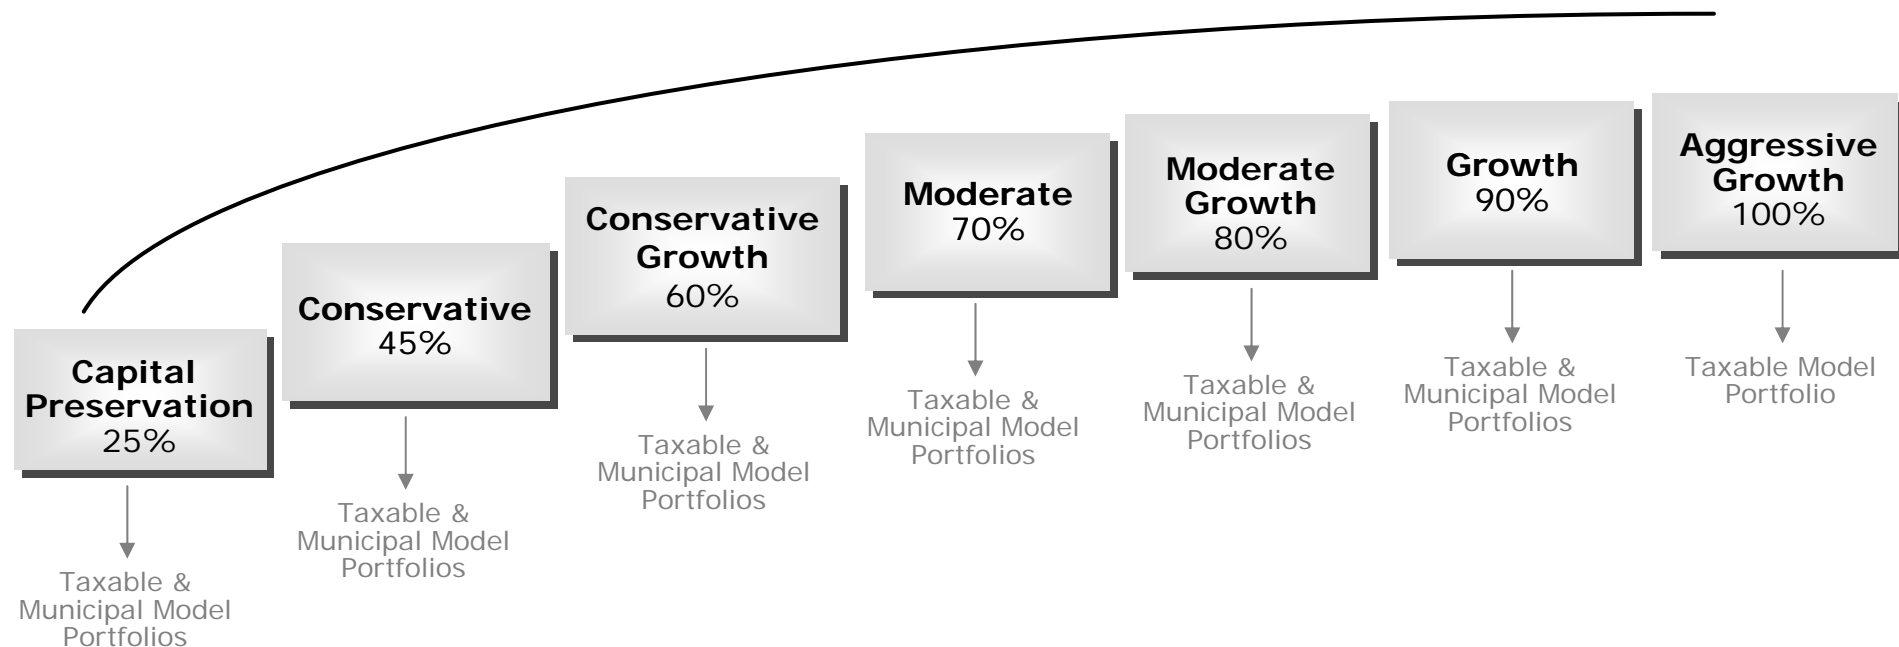 Capital
Preservation
25%
Taxable &
Municipal Model
Portfolios
Conservative
45%
Taxable &
Municipal Model
Portfolios
Conservative
Growth
60%
Taxable &
Municipal Model
Portfolios
Moderate
70%
Taxable &
Municipal Model
Portfolios
Moderate
Growth
80%
Taxable &
Municipal Model
Portfolios
Growth
90%
Taxable &
Municipal Model
Portfolios
Aggressive
Growth
100%
Taxable Model
Portfolio